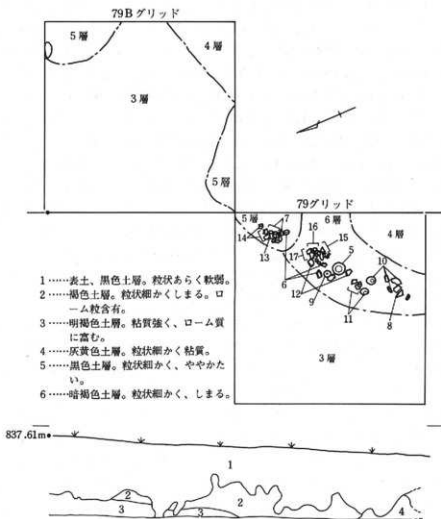 79Bグリッド
5層
4層
3層
5層
79グリッド
5層
7
6層
16
15
5
4層
14
13
17
10
6
12
9
11
8
3層
1……表土、黒色土層。粒状あらく軟弱。
2……褐色土層。粒状細かくしまる。ロ
ーム粒含有。
3……明褐色土層。粘質強く、ローム質
に富む。
4……灰黄色土層。粒状細かく粘質。
5……黒色土層。粒状細かく、ややかた
い。
6……暗褐色土層。粒状細かく、しまる。
837.61m
1
2
3
3
2
4